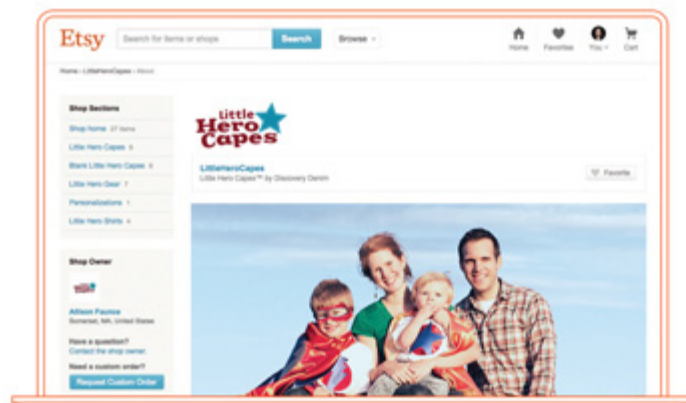 Etsy
Search for items or shops
Search
Browse
Home
Favorites
You
Cart
Home › LittleHeroCapes › About
Shop Sections
Shop home 27 items
Little Hero Capes 9
Blank Little Hero Capes 6
Little Hero Gear 7
Personalizations 1
Little Hero Shirts 4
Little
Hero
Capes
LittleHeroCapes
Little Hero Capes™ by Discovery Denim
Favorite
Shop Owner
Allison Faunce
Somerset, MA, United States
Have a question?
Contact the shop owner.
Need a custom order?
Request Custom Order